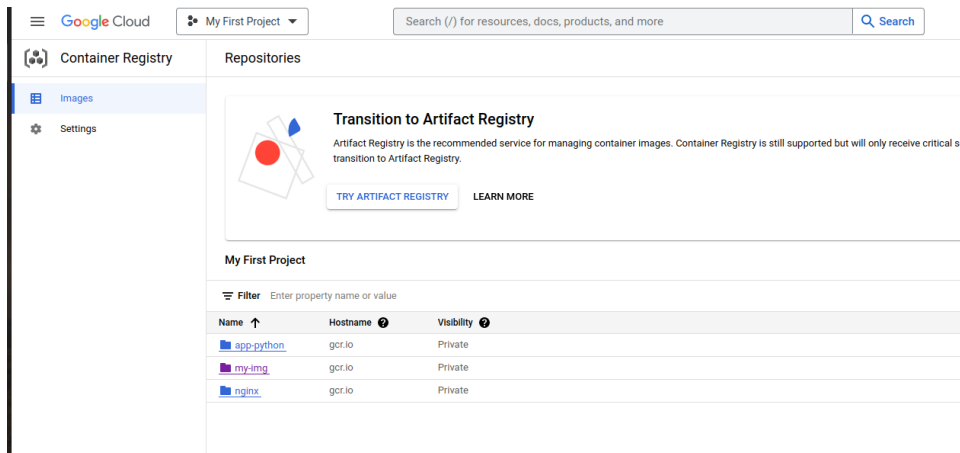 Google Cloud
My First Project
Search (/) for resources, docs, products, and more
Search
Container Registry
Repositories
Images
Settings
Transition to Artifact Registry
Artifact Registry is the recommended service for managing container images. Container Registry is still supported but will only receive critical s
transition to Artifact Registry.
TRY ARTIFACT REGISTRY LEARN MORE
My First Project
Filter Enter property name or value
Name Hostname Visibility
app-python gcr.io Private
my-img gcr.io Private
nginx gcr.io Private